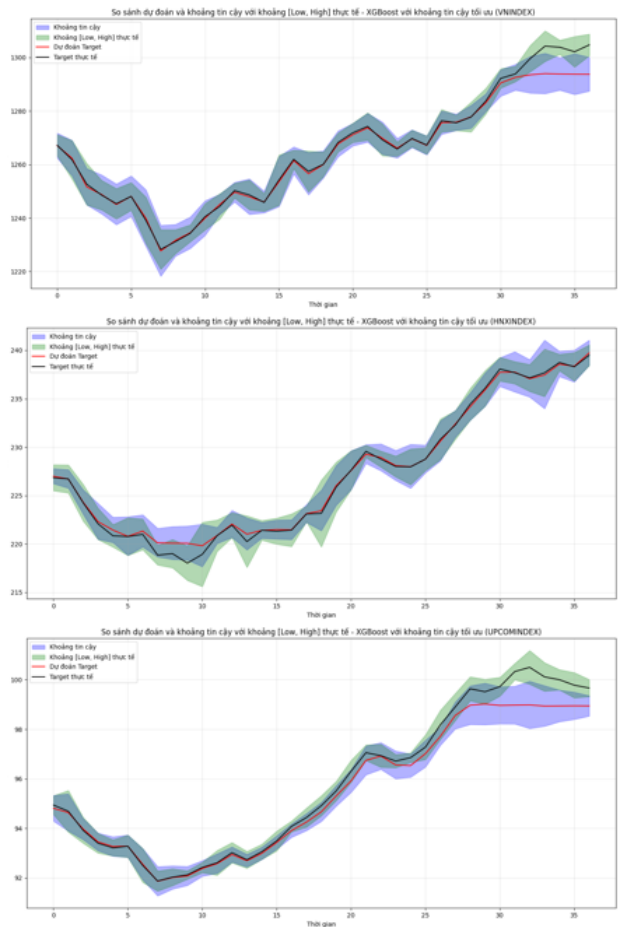 So sánh dự đoán và khoảng tin cậy với khoảng [Low, High] thực tế - XGBoost với khoảng tin cậy tối ưu (VNINDEX)
Khoảng tin cậy
Khoảng [Low, High] thực tế
Dự đoán Target
Target thực tế
1300
1280
1260
1240
1220
0 5 10 15 20 25 30 35
Thời gian
So sánh dự đoán và khoảng tin cậy với khoảng [Low, High] thực tế - XGBoost với khoảng tin cậy tối ưu (HNXINDEX)
Khoảng tin cậy
Khoảng [Low, High] thực tế
Dự đoán Target
Target thực tế
240
235
230
225
220
215
0 5 10 15 20 25 30 35
Thời gian
So sánh dự đoán và khoảng tin cậy với khoảng [Low, High] thực tế - XGBoost với khoảng tin cậy tối ưu (UPCOMINDEX)
Khoảng tin cậy
Khoảng [Low, High] thực tế
Dự đoán Target
Target thực tế
100
98
96
94
92
0 5 10 15 20 25 30 35
Thời gian